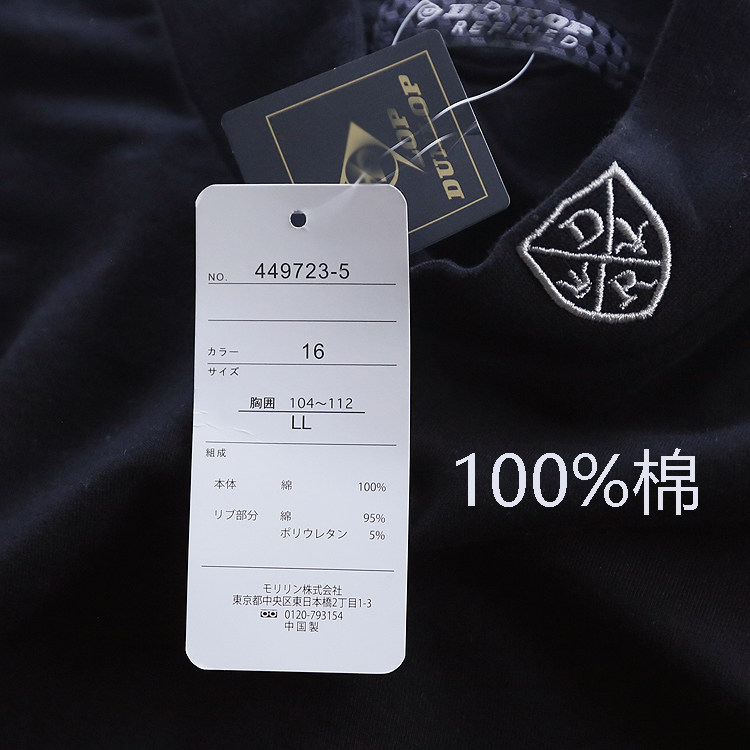 DUNLOP
REFINED
DUNLOP
DUNLOP
D
R
NO. 449723-5
カラー 16
サイズ
胸囲 104～112
LL
組成
本体 綿 100%
リブ部分 綿 95%
ポリウレタン 5%
モリリン株式会社
東京都中央区東日本橋2丁目1-3
0120-793154
中国製
100%棉